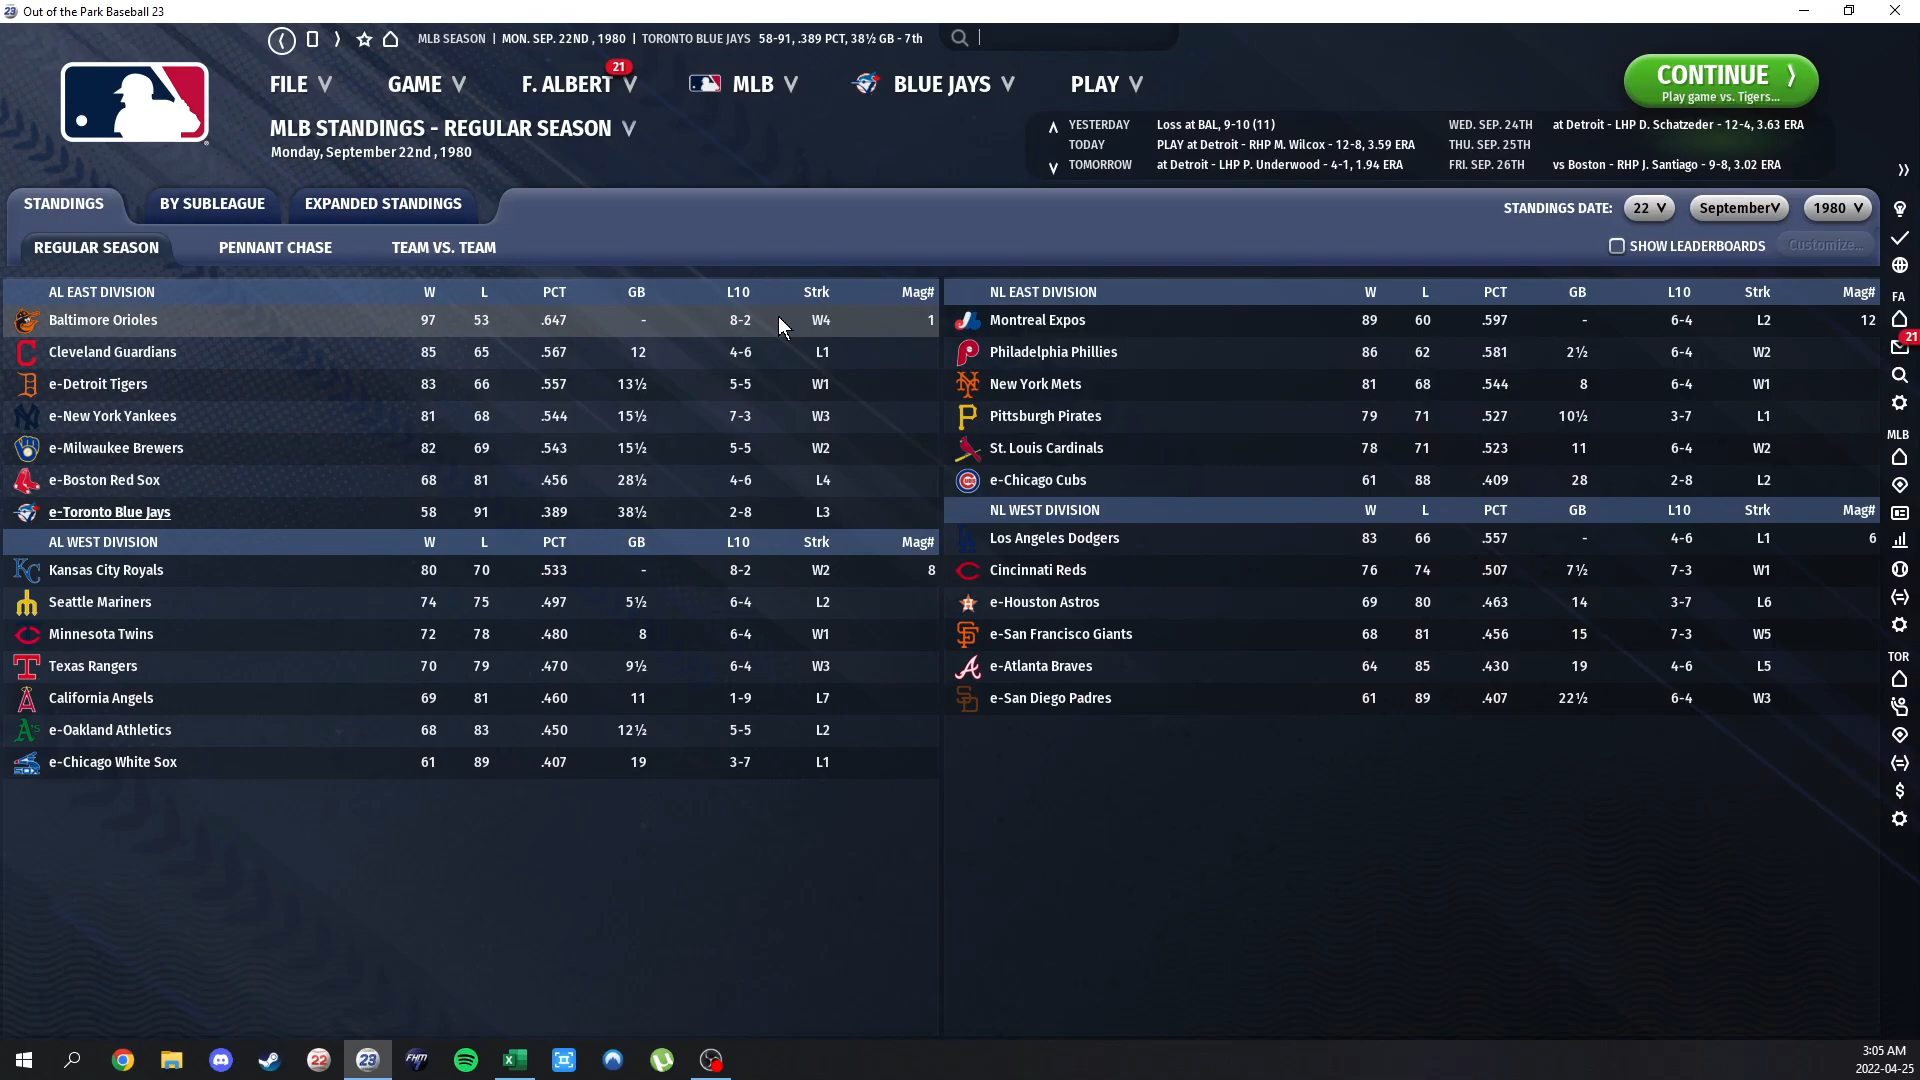 Out of the Park Baseball 23
MLB SEASON | MON. SEP. 22ND , 1980 | TORONTO BLUE JAYS 58-91, .389 PCT, 38½ GB - 7th
FILE GAME F. ALBERT 21 MLB BLUE JAYS PLAY
CONTINUE
Play game vs. Tigers...
MLB STANDINGS - REGULAR SEASON
Monday, September 22nd , 1980
YESTERDAY Loss at BAL, 9-10 (11) WED. SEP. 24TH at Detroit - LHP D. Schatzeder - 12-4, 3.63 ERA
TODAY PLAY at Detroit - RHP M. Wilcox - 12-8, 3.59 ERA THU. SEP. 25TH
TOMORROW at Detroit - LHP P. Underwood - 4-1, 1.94 ERA FRI. SEP. 26TH vs Boston - RHP J. Santiago - 9-8, 3.02 ERA
STANDINGS BY SUBLEAGUE EXPANDED STANDINGS STANDINGS DATE: 22 September 1980
REGULAR SEASON PENNANT CHASE TEAM VS. TEAM SHOW LEADERBOARDS Customize...
AL EAST DIVISION W L PCT GB L10 Strk Mag#
Baltimore Orioles 97 53 .647 - 8-2 W4 1
Cleveland Guardians 85 65 .567 12 4-6 L1
e-Detroit Tigers 83 66 .557 13½ 5-5 W1
e-New York Yankees 81 68 .544 15½ 7-3 W3
e-Milwaukee Brewers 82 69 .543 15½ 5-5 W2
e-Boston Red Sox 68 81 .456 28½ 4-6 L4
e-Toronto Blue Jays 58 91 .389 38½ 2-8 L3
AL WEST DIVISION W L PCT GB L10 Strk Mag#
Kansas City Royals 80 70 .533 - 8-2 W2 8
Seattle Mariners 74 75 .497 5½ 6-4 L2
Minnesota Twins 72 78 .480 8 6-4 W1
Texas Rangers 70 79 .470 9½ 6-4 W3
California Angels 69 81 .460 11 1-9 L7
e-Oakland Athletics 68 83 .450 12½ 5-5 L2
e-Chicago White Sox 61 89 .407 19 3-7 L1
NL EAST DIVISION W L PCT GB L10 Strk Mag#
Montreal Expos 89 60 .597 - 6-4 L2 12
Philadelphia Phillies 86 62 .581 2½ 6-4 W2
New York Mets 81 68 .544 8 6-4 W1
Pittsburgh Pirates 79 71 .527 10½ 3-7 L1
St. Louis Cardinals 78 71 .523 11 6-4 W2
e-Chicago Cubs 61 88 .409 28 2-8 L2
NL WEST DIVISION W L PCT GB L10 Strk Mag#
Los Angeles Dodgers 83 66 .557 - 4-6 L1 6
Cincinnati Reds 76 74 .507 7½ 7-3 W1
e-Houston Astros 69 80 .463 14 3-7 L6
e-San Francisco Giants 68 81 .456 15 7-3 W5
e-Atlanta Braves 64 85 .430 19 4-6 L5
e-San Diego Padres 61 89 .407 22½ 6-4 W3
FA
21
MLB
TOR
22 23 FHM
3:05 AM
2022-04-25